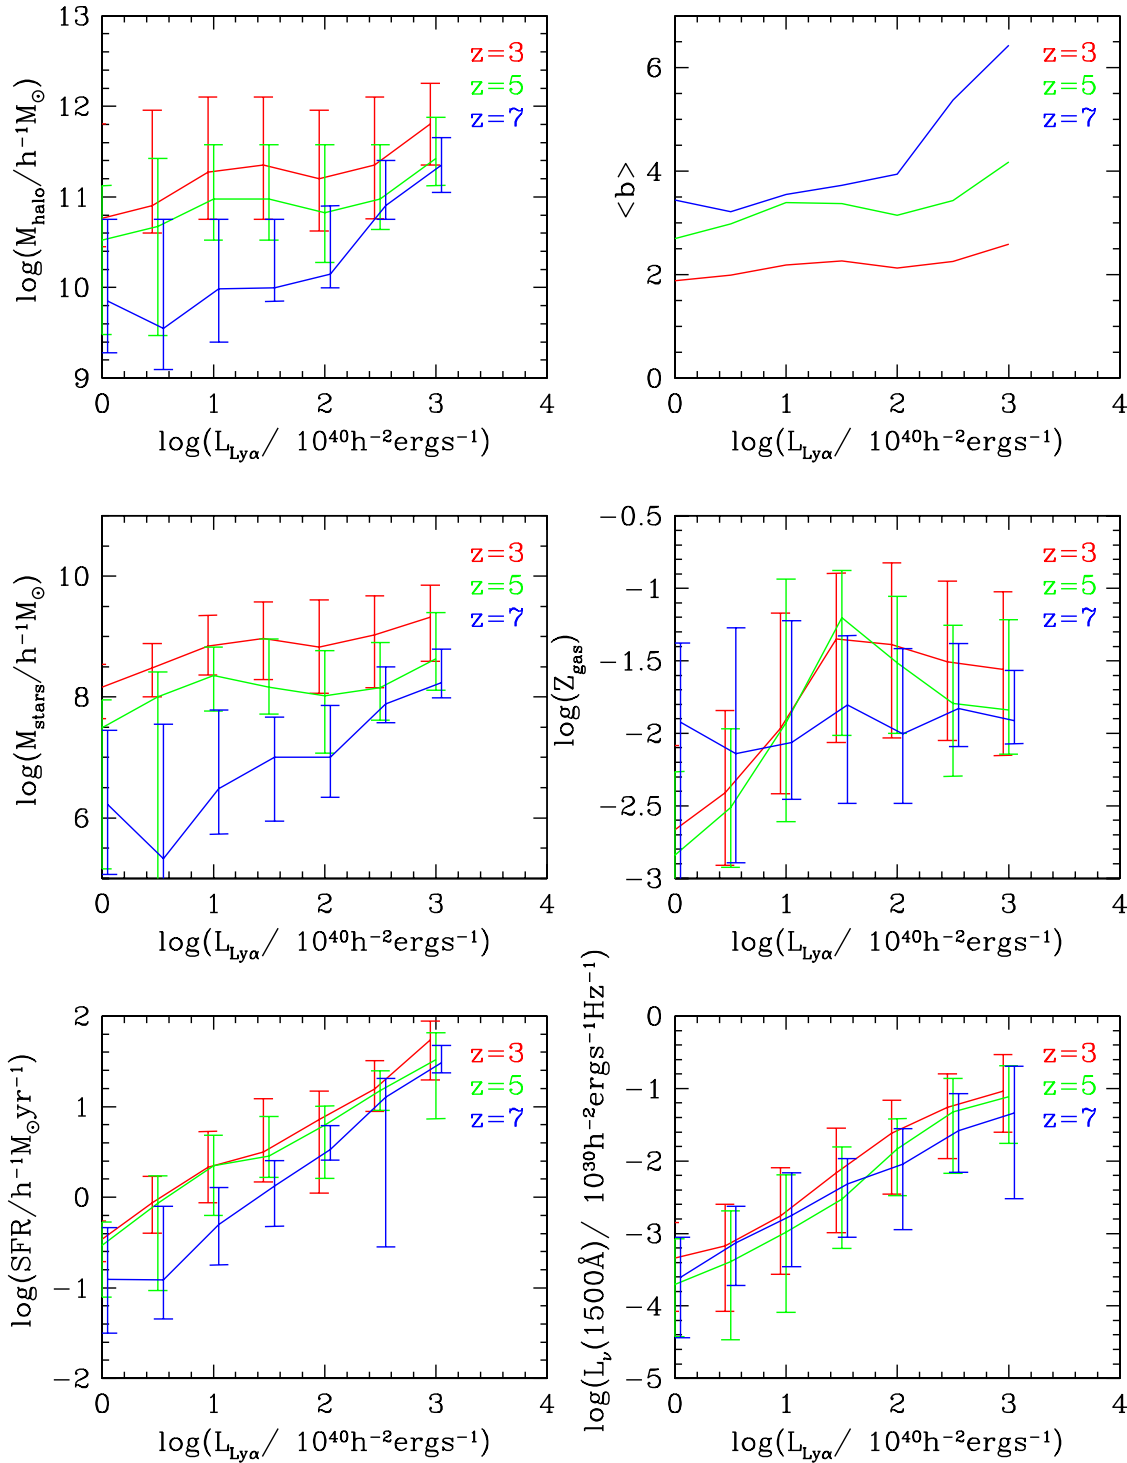 13
12
11
10
9
log(M_halo/h⁻¹M_⊙)
z=3
z=5
z=7
0 1 2 3 4
log(L_Lyα/ 10⁴⁰h⁻²ergs⁻¹)
6
4
2
0
<b>
z=3
z=5
z=7
0 1 2 3 4
log(L_Lyα/ 10⁴⁰h⁻²ergs⁻¹)
10
8
6
log(M_stars/h⁻¹M_⊙)
z=3
z=5
z=7
0 1 2 3 4
log(L_Lyα/ 10⁴⁰h⁻²ergs⁻¹)
−0.5
−1
−1.5
−2
−2.5
−3
log(Z_gas)
z=3
z=5
z=7
0 1 2 3 4
log(L_Lyα/ 10⁴⁰h⁻²ergs⁻¹)
2
1
0
−1
−2
log(SFR/h⁻¹M_⊙yr⁻¹)
z=3
z=5
z=7
0 1 2 3 4
log(L_Lyα/ 10⁴⁰h⁻²ergs⁻¹)
0
−1
−2
−3
−4
−5
log(L_ν(1500Å)/ 10³⁰h⁻²ergs⁻¹Hz⁻¹)
z=3
z=5
z=7
0 1 2 3 4
log(L_Lyα/ 10⁴⁰h⁻²ergs⁻¹)